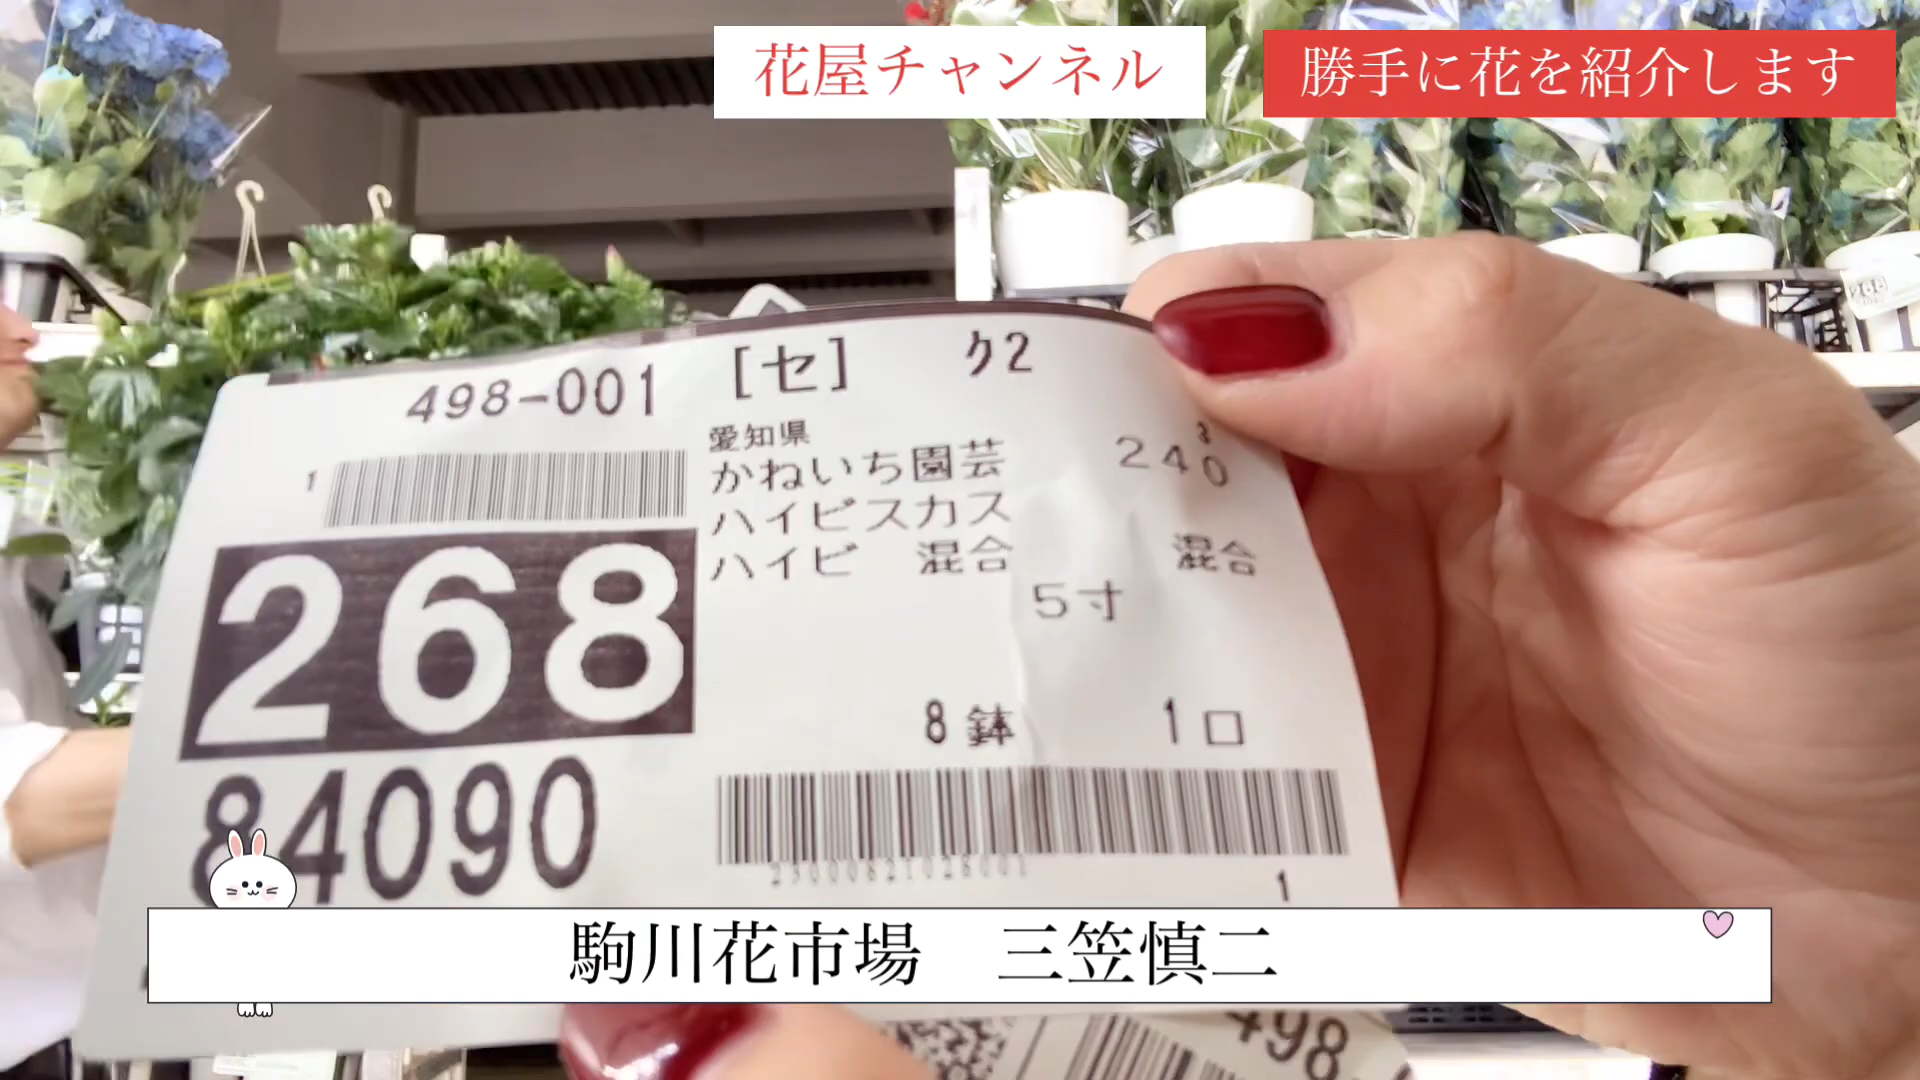 花屋チャンネル
勝手に花を紹介します
498-001 [セ] ク2
愛知県
かねいち園芸 240
1
ハイビスカス
ハイビ 混合 混合
5寸
268
8鉢 1口
84090
1
駒川花市場 三笠慎二
498
268